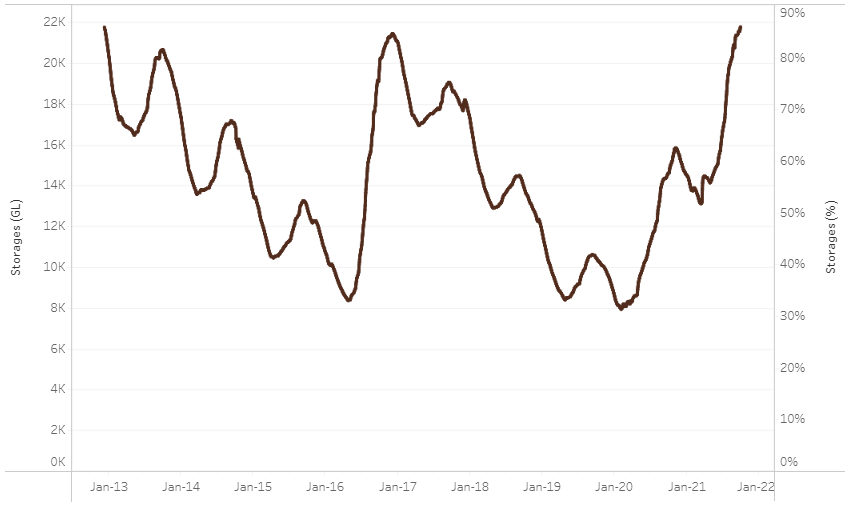 Storages (GL)
22K
20K
18K
16K
14K
12K
10K
8K
6K
4K
2K
0K
90%
80%
70%
60%
50%
40%
30%
20%
10%
0%
Storages (%)
Jan-13 Jan-14 Jan-15 Jan-16 Jan-17 Jan-18 Jan-19 Jan-20 Jan-21 Jan-22